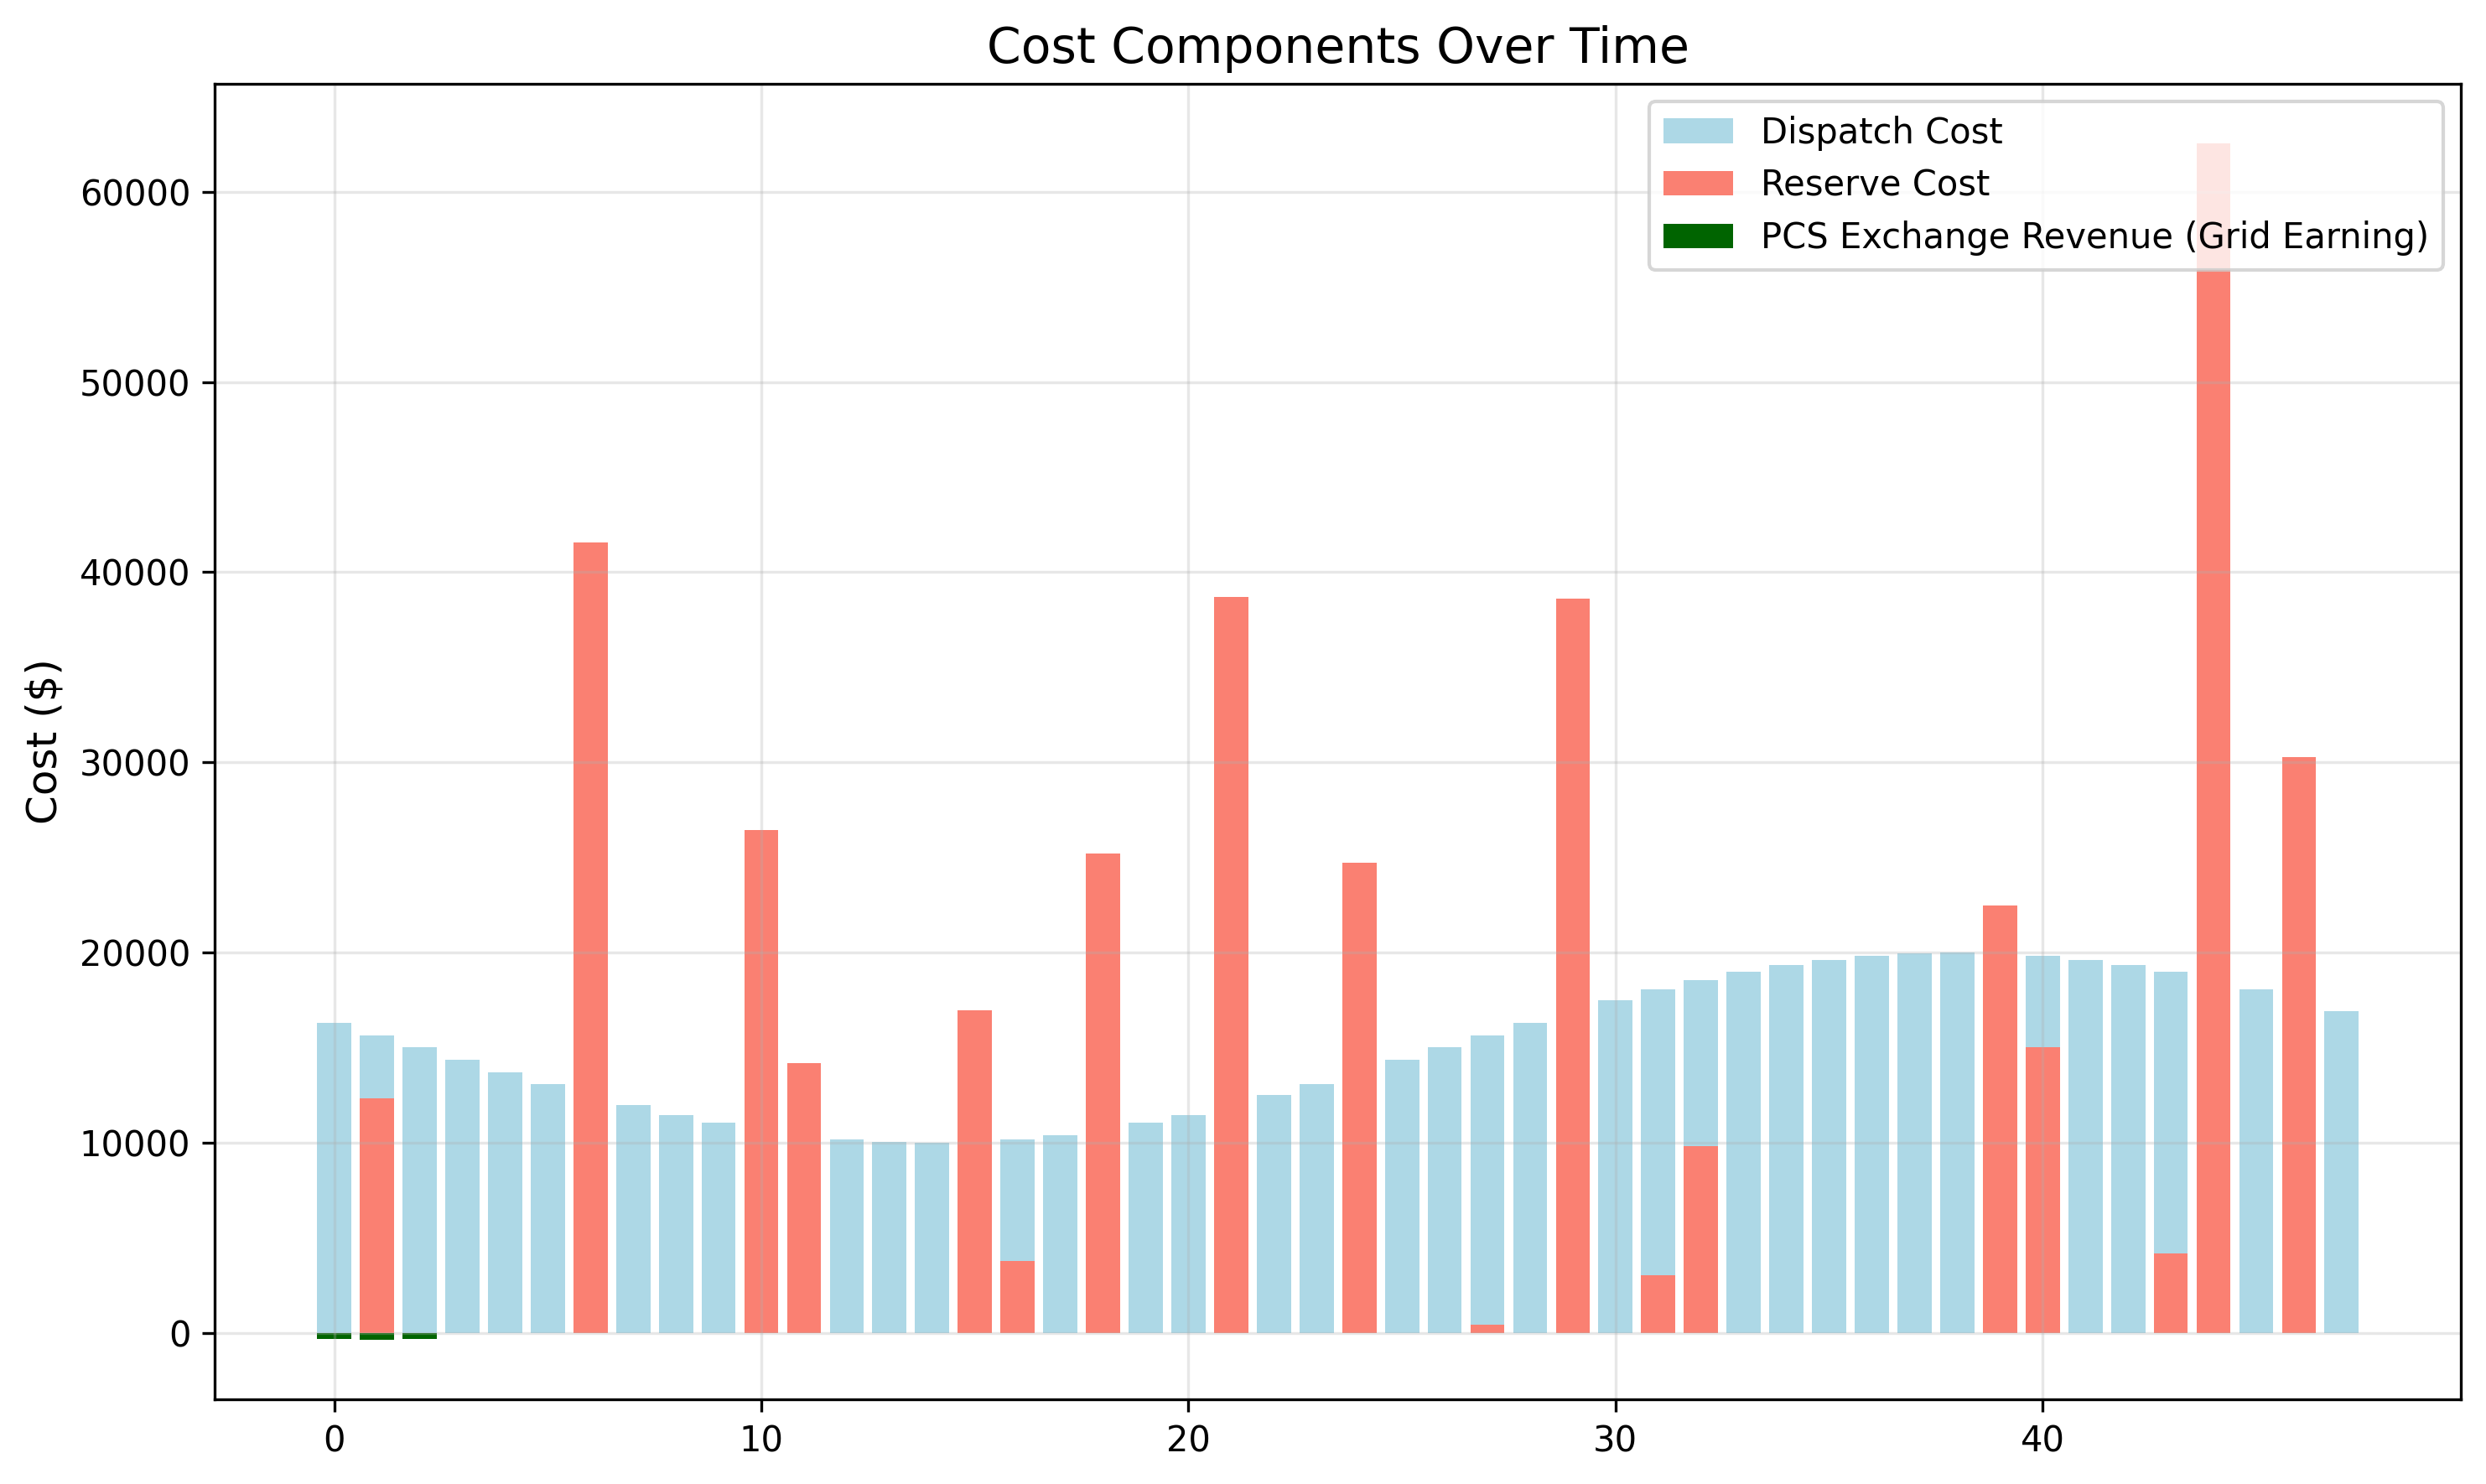 Cost Components Over Time
Dispatch Cost
Reserve Cost
PCS Exchange Revenue (Grid Earning)
Cost ($)
60000
50000
40000
30000
20000
10000
0
0 10 20 30 40